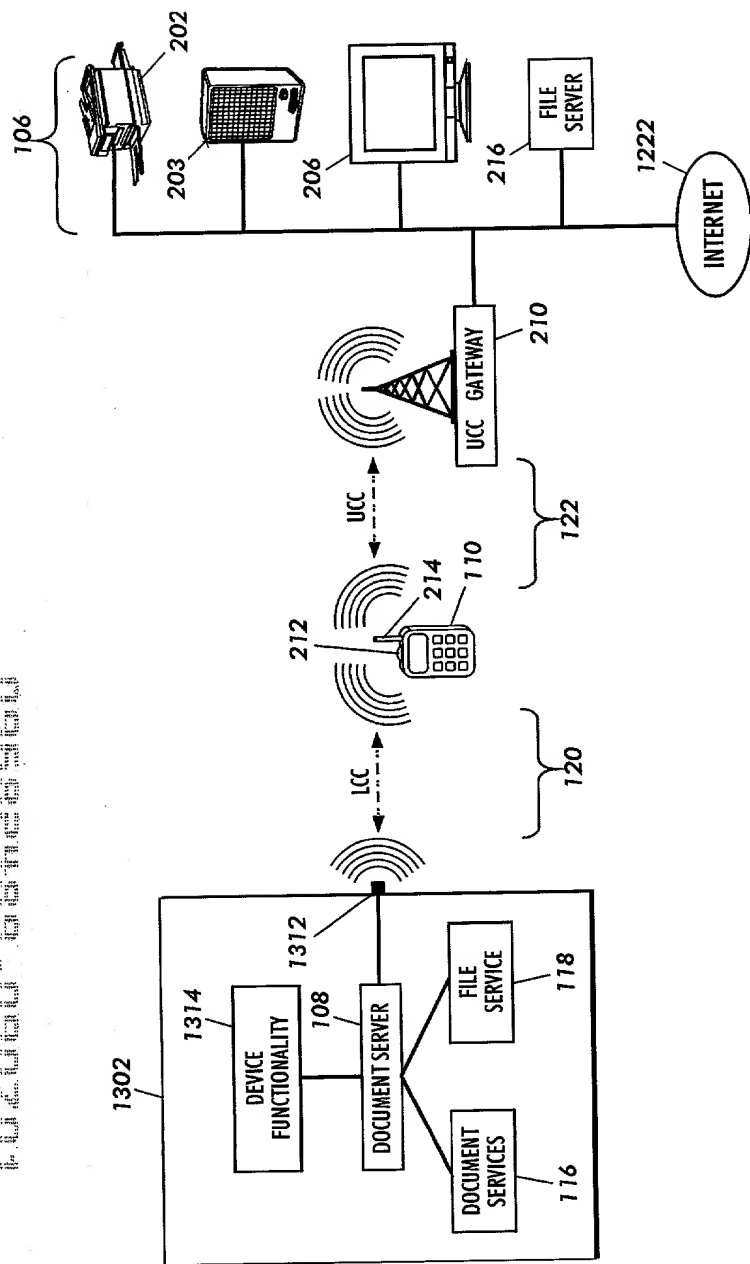 1302
1314
DEVICE
FUNCTIONALITY
108
DOCUMENT SERVER
DOCUMENT
SERVICES
116
FILE
SERVICE
118
1312
LCC
120
212
214
110
UCC
122
UCC GATEWAY
210
106
202
203
206
FILE
SERVER
216
1222
INTERNET